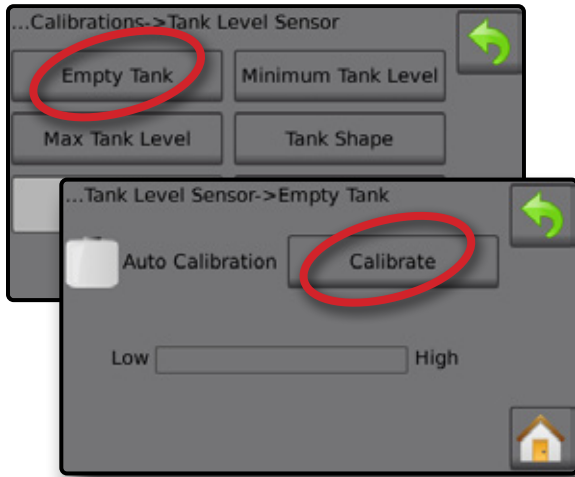 ...Calibrations->Tank Level Sensor
Empty Tank
Minimum Tank Level
Max Tank Level
Tank Shape
...Tank Level Sensor->Empty Tank
Auto Calibration
Calibrate
Low
High